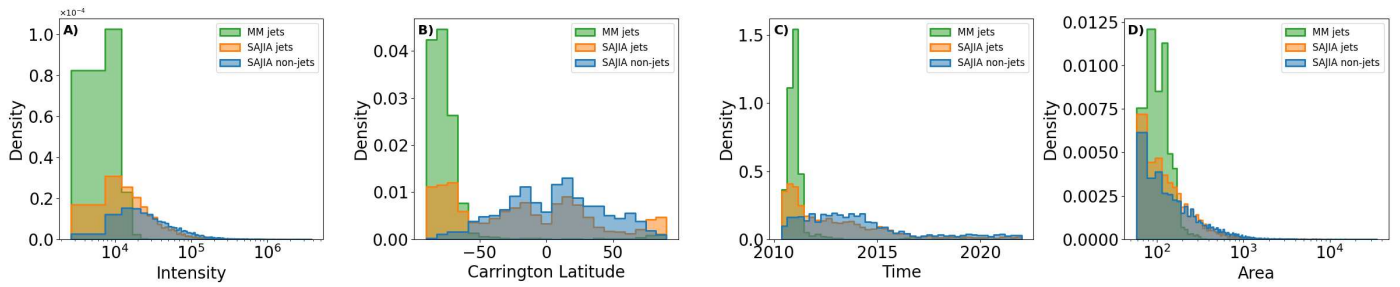 ×10⁻⁴
A)
MM jets
SAJIA jets
SAJIA non-jets
1.0
0.8
0.6
0.4
0.2
0.0
Density
10⁴ 10⁵ 10⁶
Intensity
B)
MM jets
SAJIA jets
SAJIA non-jets
0.04
0.03
0.02
0.01
0.00
Density
−50 0 50
Carrington Latitude
C)
MM jets
SAJIA jets
SAJIA non-jets
1.5
1.0
0.5
0.0
Density
2010 2015 2020
Time
D)
MM jets
SAJIA jets
SAJIA non-jets
0.0125
0.0100
0.0075
0.0050
0.0025
0.0000
Density
10² 10³ 10⁴
Area